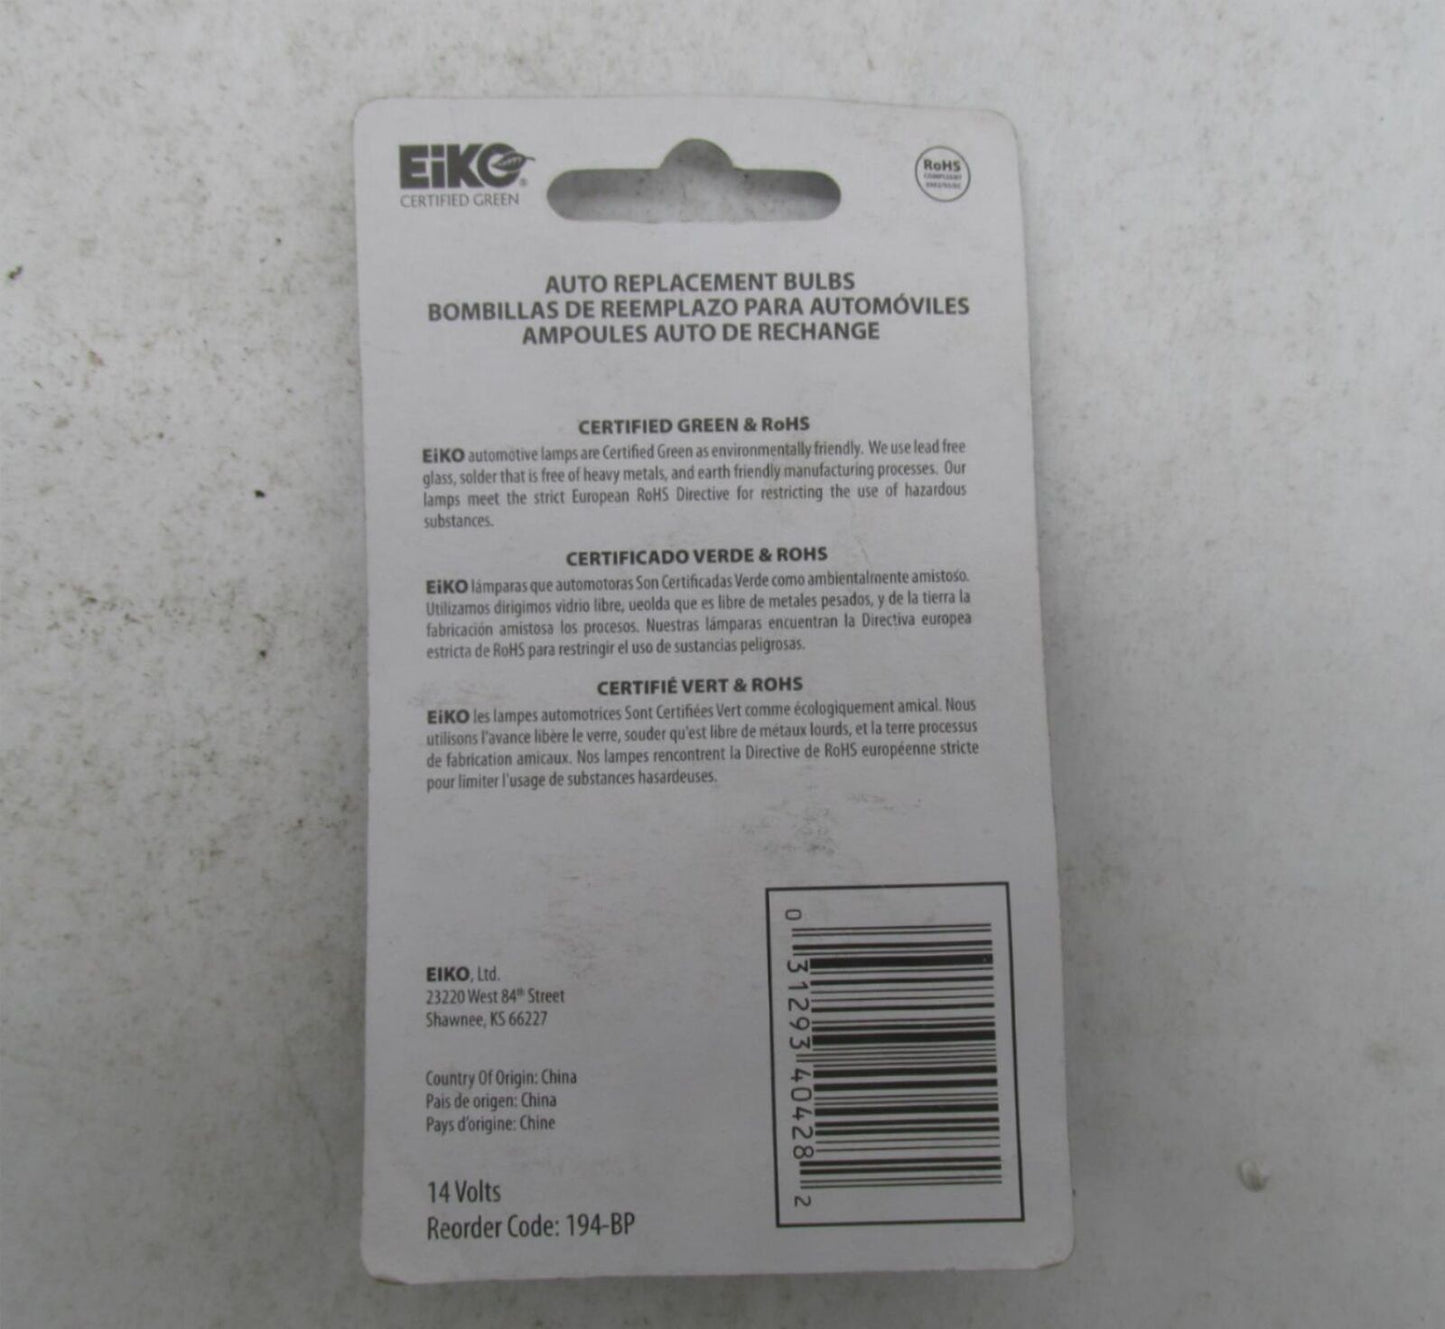 EiKO
CERTIFIED GREEN
RoHS
COMPLIANT
AUTO REPLACEMENT BULBS
BOMBILLAS DE REEMPLAZO PARA AUTOMÓVILES
AMPOULES AUTO DE RECHANGE
CERTIFIED GREEN & RoHS
EiKO automotive lamps are Certified Green as environmentally friendly. We use lead free
glass, solder that is free of heavy metals, and earth friendly manufacturing processes. Our
lamps meet the strict European RoHS Directive for restricting the use of hazardous
substances.
CERTIFICADO VERDE & ROHS
EiKO lámparas que automotoras Son Certificadas Verde como ambientalmente amistoso.
Utilizamos dirigimos vidrio libre, ueolda que es libre de metales pesados, y de la tierra la
fabricación amistosa los procesos. Nuestras lámparas encuentran la Directiva europea
estricta de RoHS para restringir el uso de sustancias peligrosas.
CERTIFIÉ VERT & ROHS
EiKO les lampes automotrices Sont Certifiées Vert comme écologiquement amical. Nous
utilisons l'avance libère le verre, souder qu'est libre de métaux lourds, et la terre processus
de fabrication amicaux. Nos lampes rencontrent la Directive de RoHS européenne stricte
pour limiter l'usage de substances hasardeuses.
EIKO, Ltd.
23220 West 84th Street
Shawnee, KS 66227
Country Of Origin: China
Pais de origen: China
Pays d'origine: Chine
14 Volts
Reorder Code: 194-BP
0 31293 40428 2